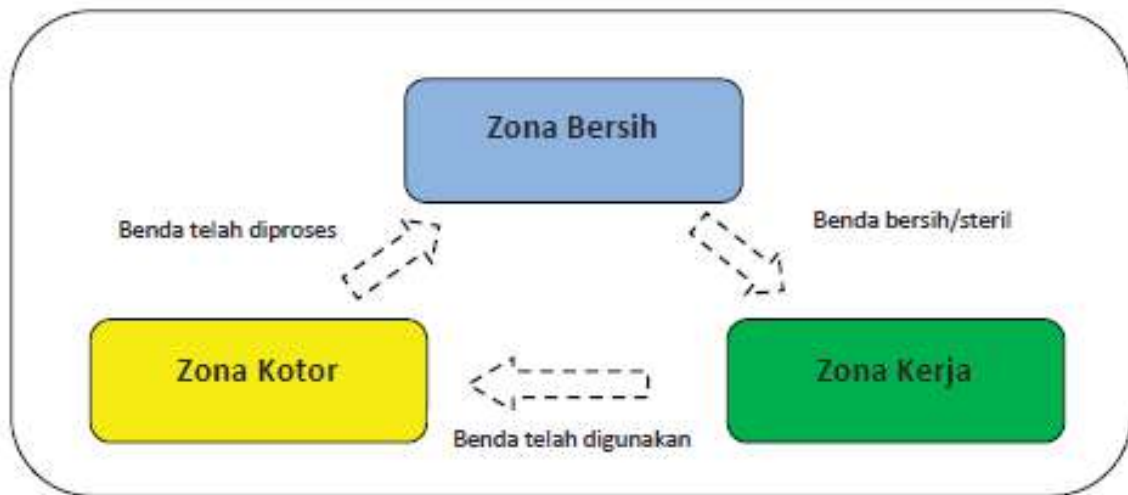 Zona Bersih
Benda telah diproses
Benda bersih/steril
Zona Kotor
Zona Kerja
Benda telah digunakan